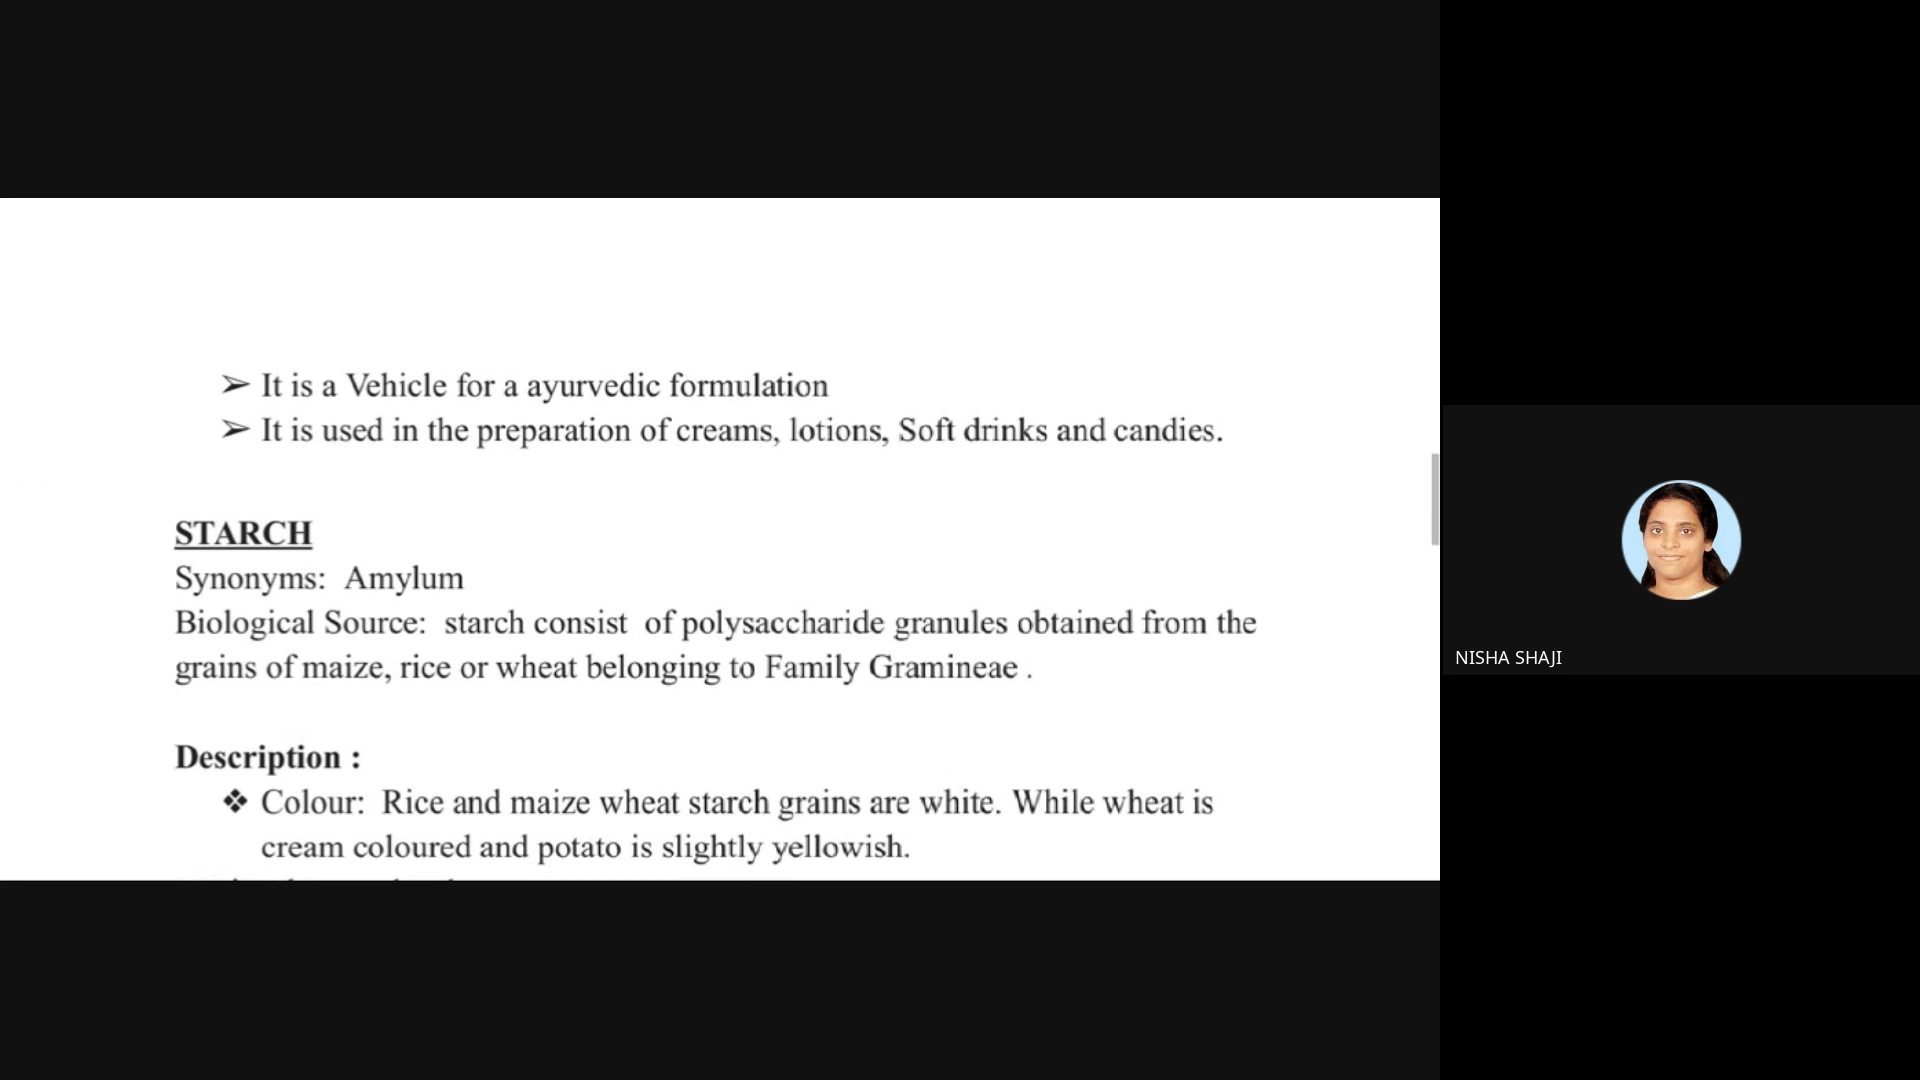 ➢ It is a Vehicle for a ayurvedic formulation
➢ It is used in the preparation of creams, lotions, Soft drinks and candies.
STARCH
Synonyms: Amylum
Biological Source: starch consist of polysaccharide granules obtained from the
grains of maize, rice or wheat belonging to Family Gramineae .
Description :
❖ Colour: Rice and maize wheat starch grains are white. While wheat is
cream coloured and potato is slightly yellowish.
NISHA SHAJI